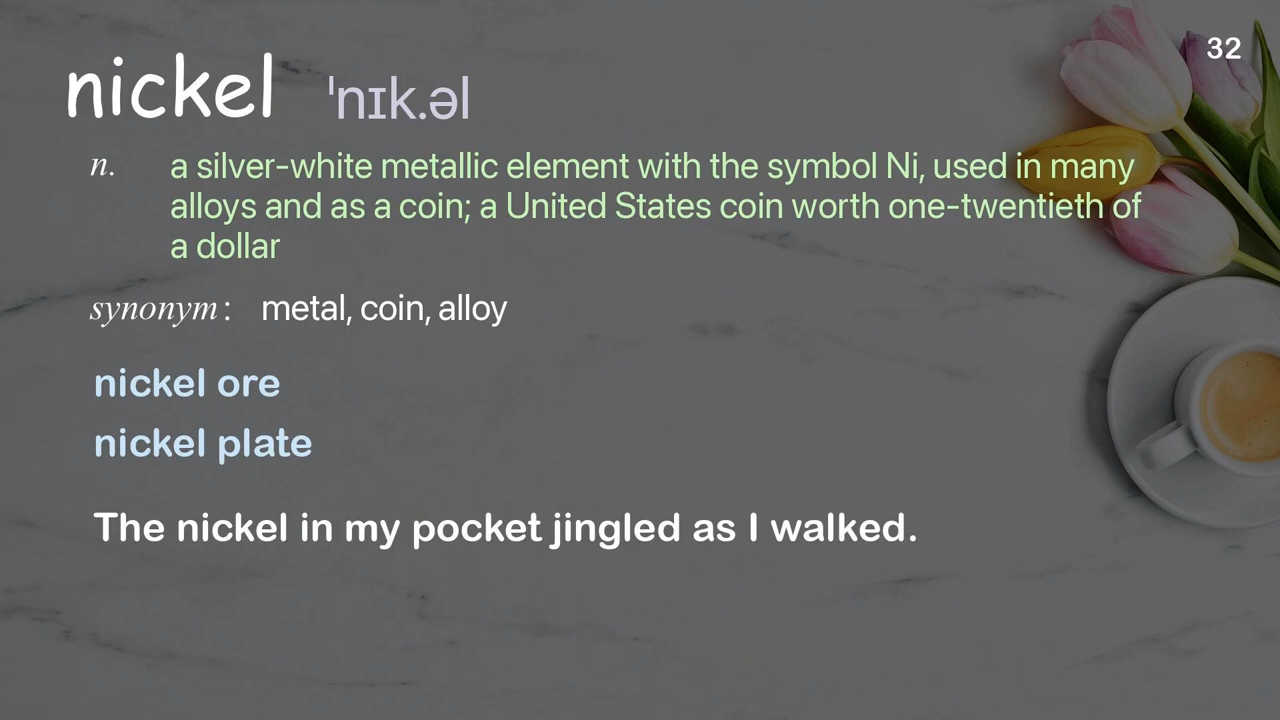 32
nickel ˈnɪk.əl
n. a silver-white metallic element with the symbol Ni, used in many
alloys and as a coin; a United States coin worth one-twentieth of
a dollar
synonym: metal, coin, alloy
nickel ore
nickel plate
The nickel in my pocket jingled as I walked.